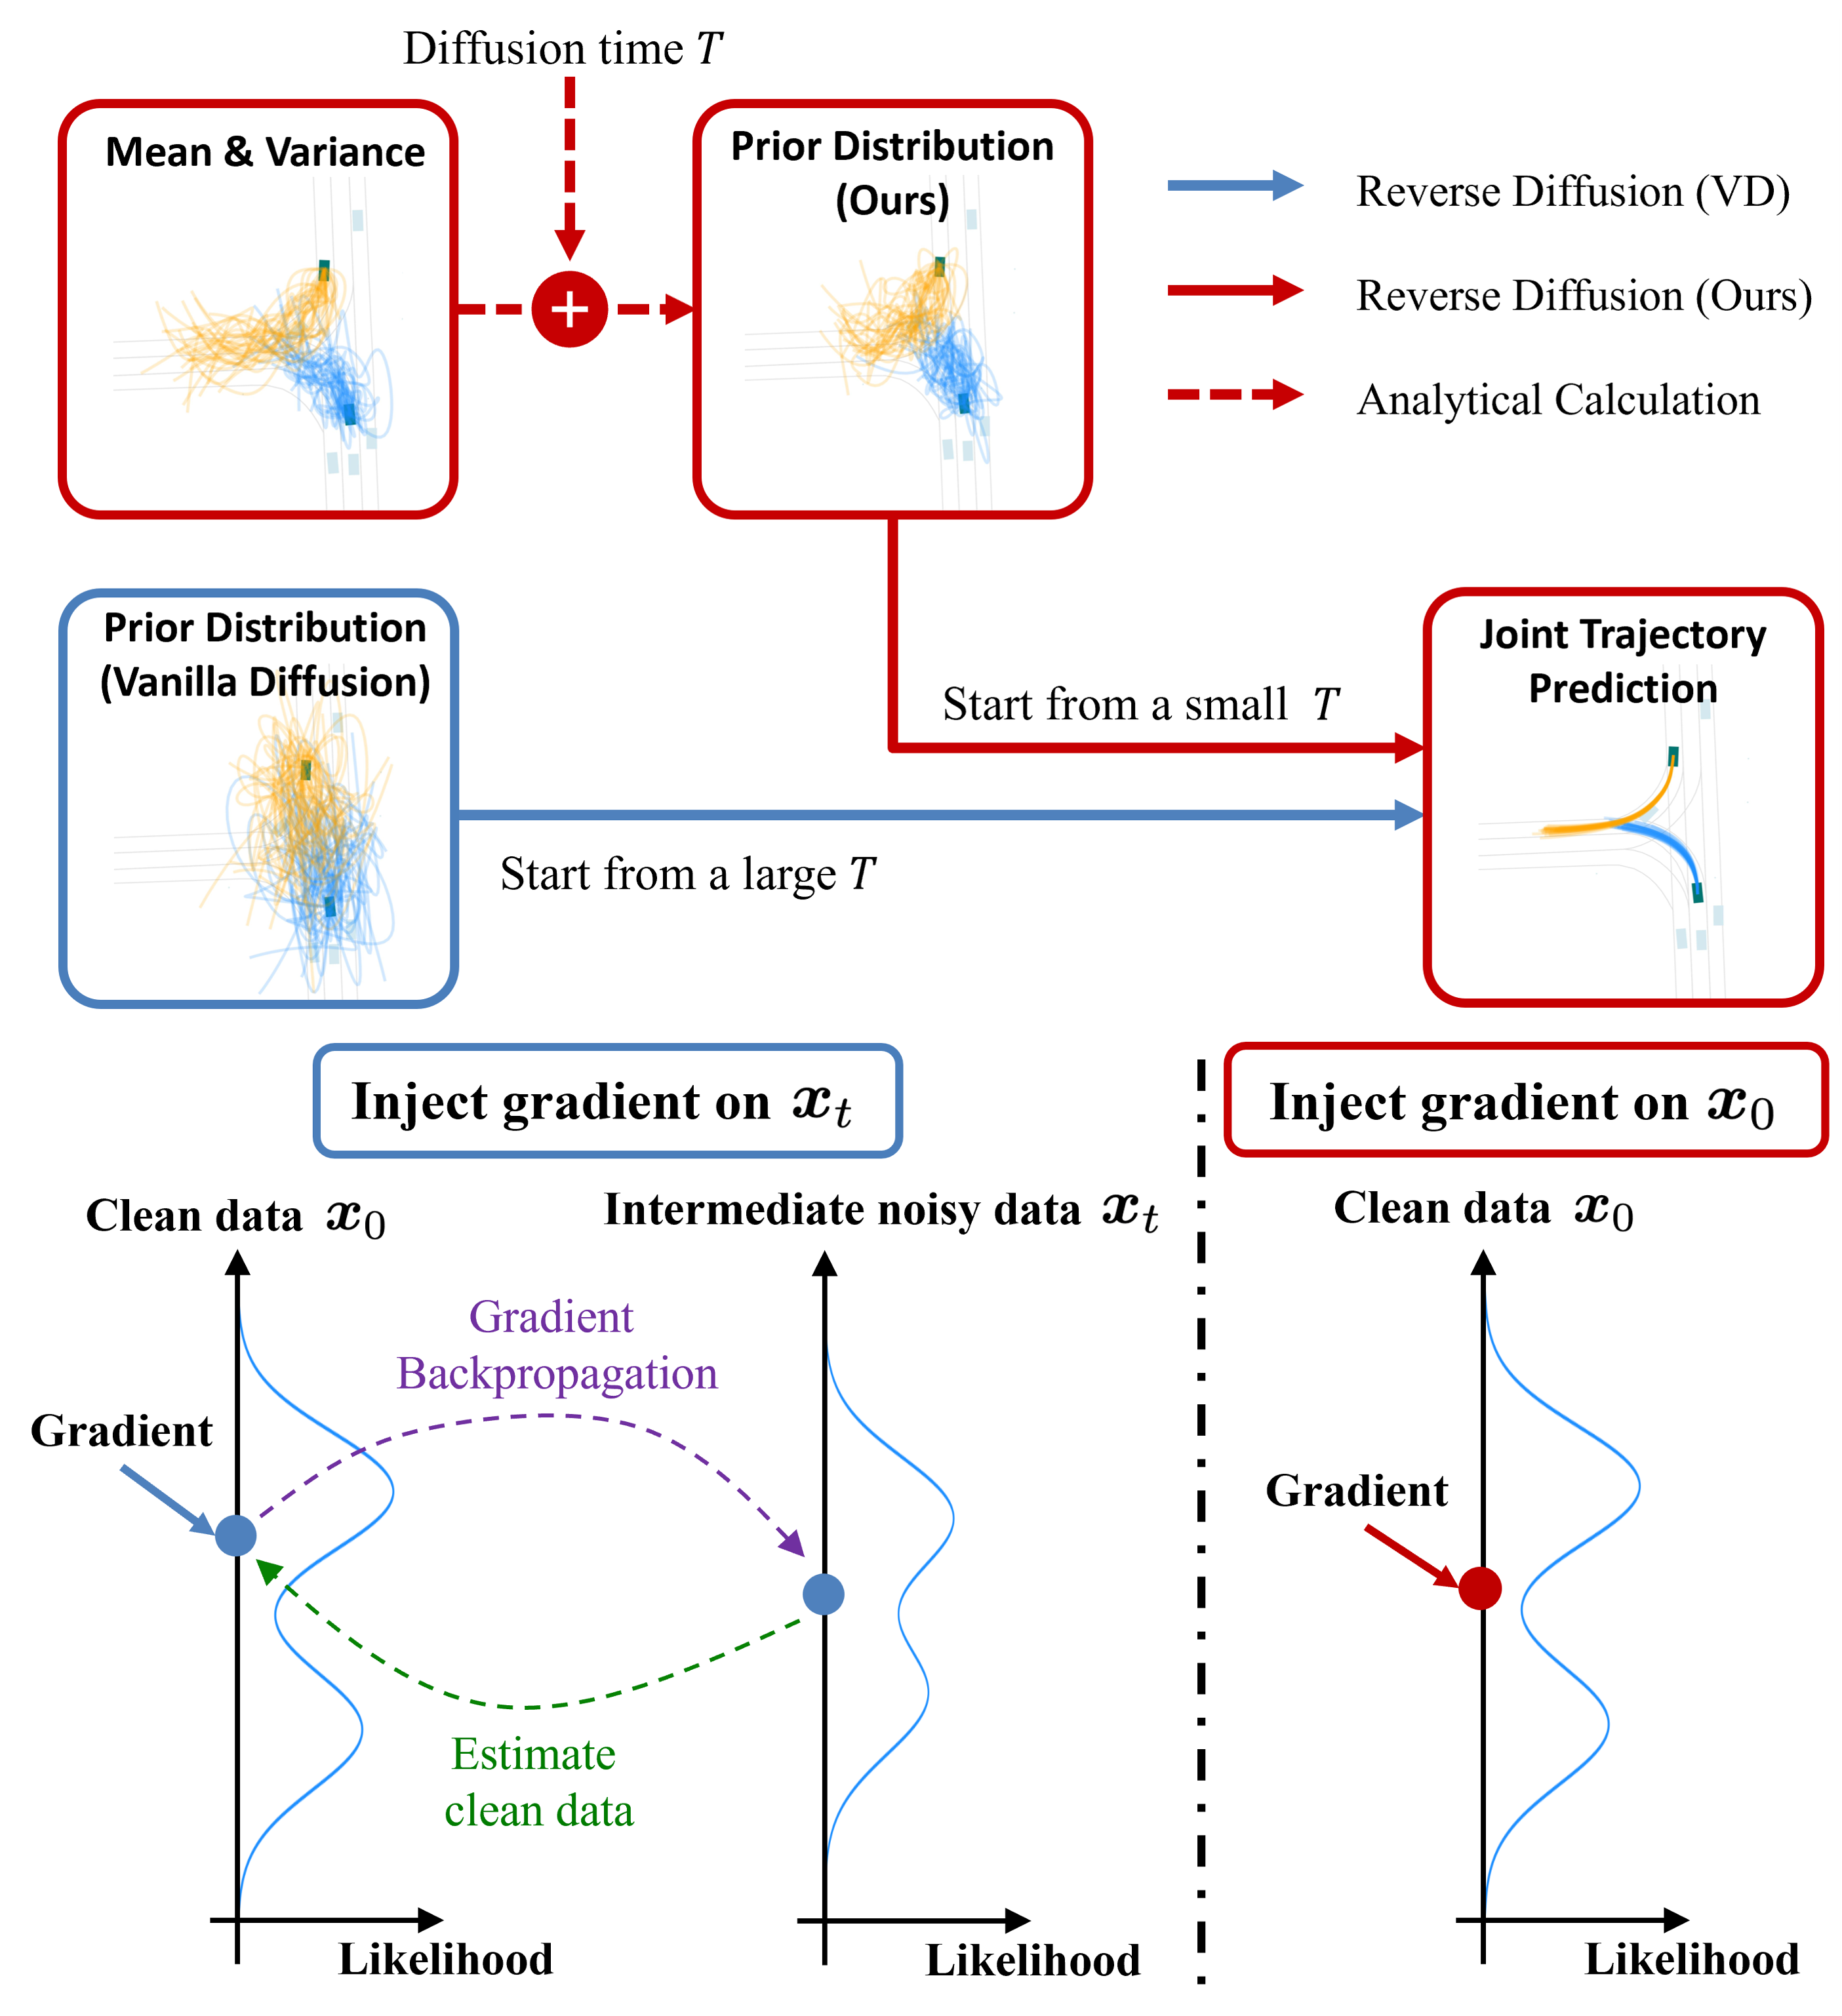 Diffusion time T
Mean & Variance
Prior Distribution
(Ours)
Reverse Diffusion (VD)
Reverse Diffusion (Ours)
Analytical Calculation
+
Prior Distribution
(Vanilla Diffusion)
Joint Trajectory
Prediction
Start from a small T
Start from a large T
Inject gradient on x_t
Inject gradient on x_0
Clean data x_0
Intermediate noisy data x_t
Clean data x_0
Gradient
Backpropagation
Gradient
Gradient
Estimate
clean data
Likelihood
Likelihood
Likelihood